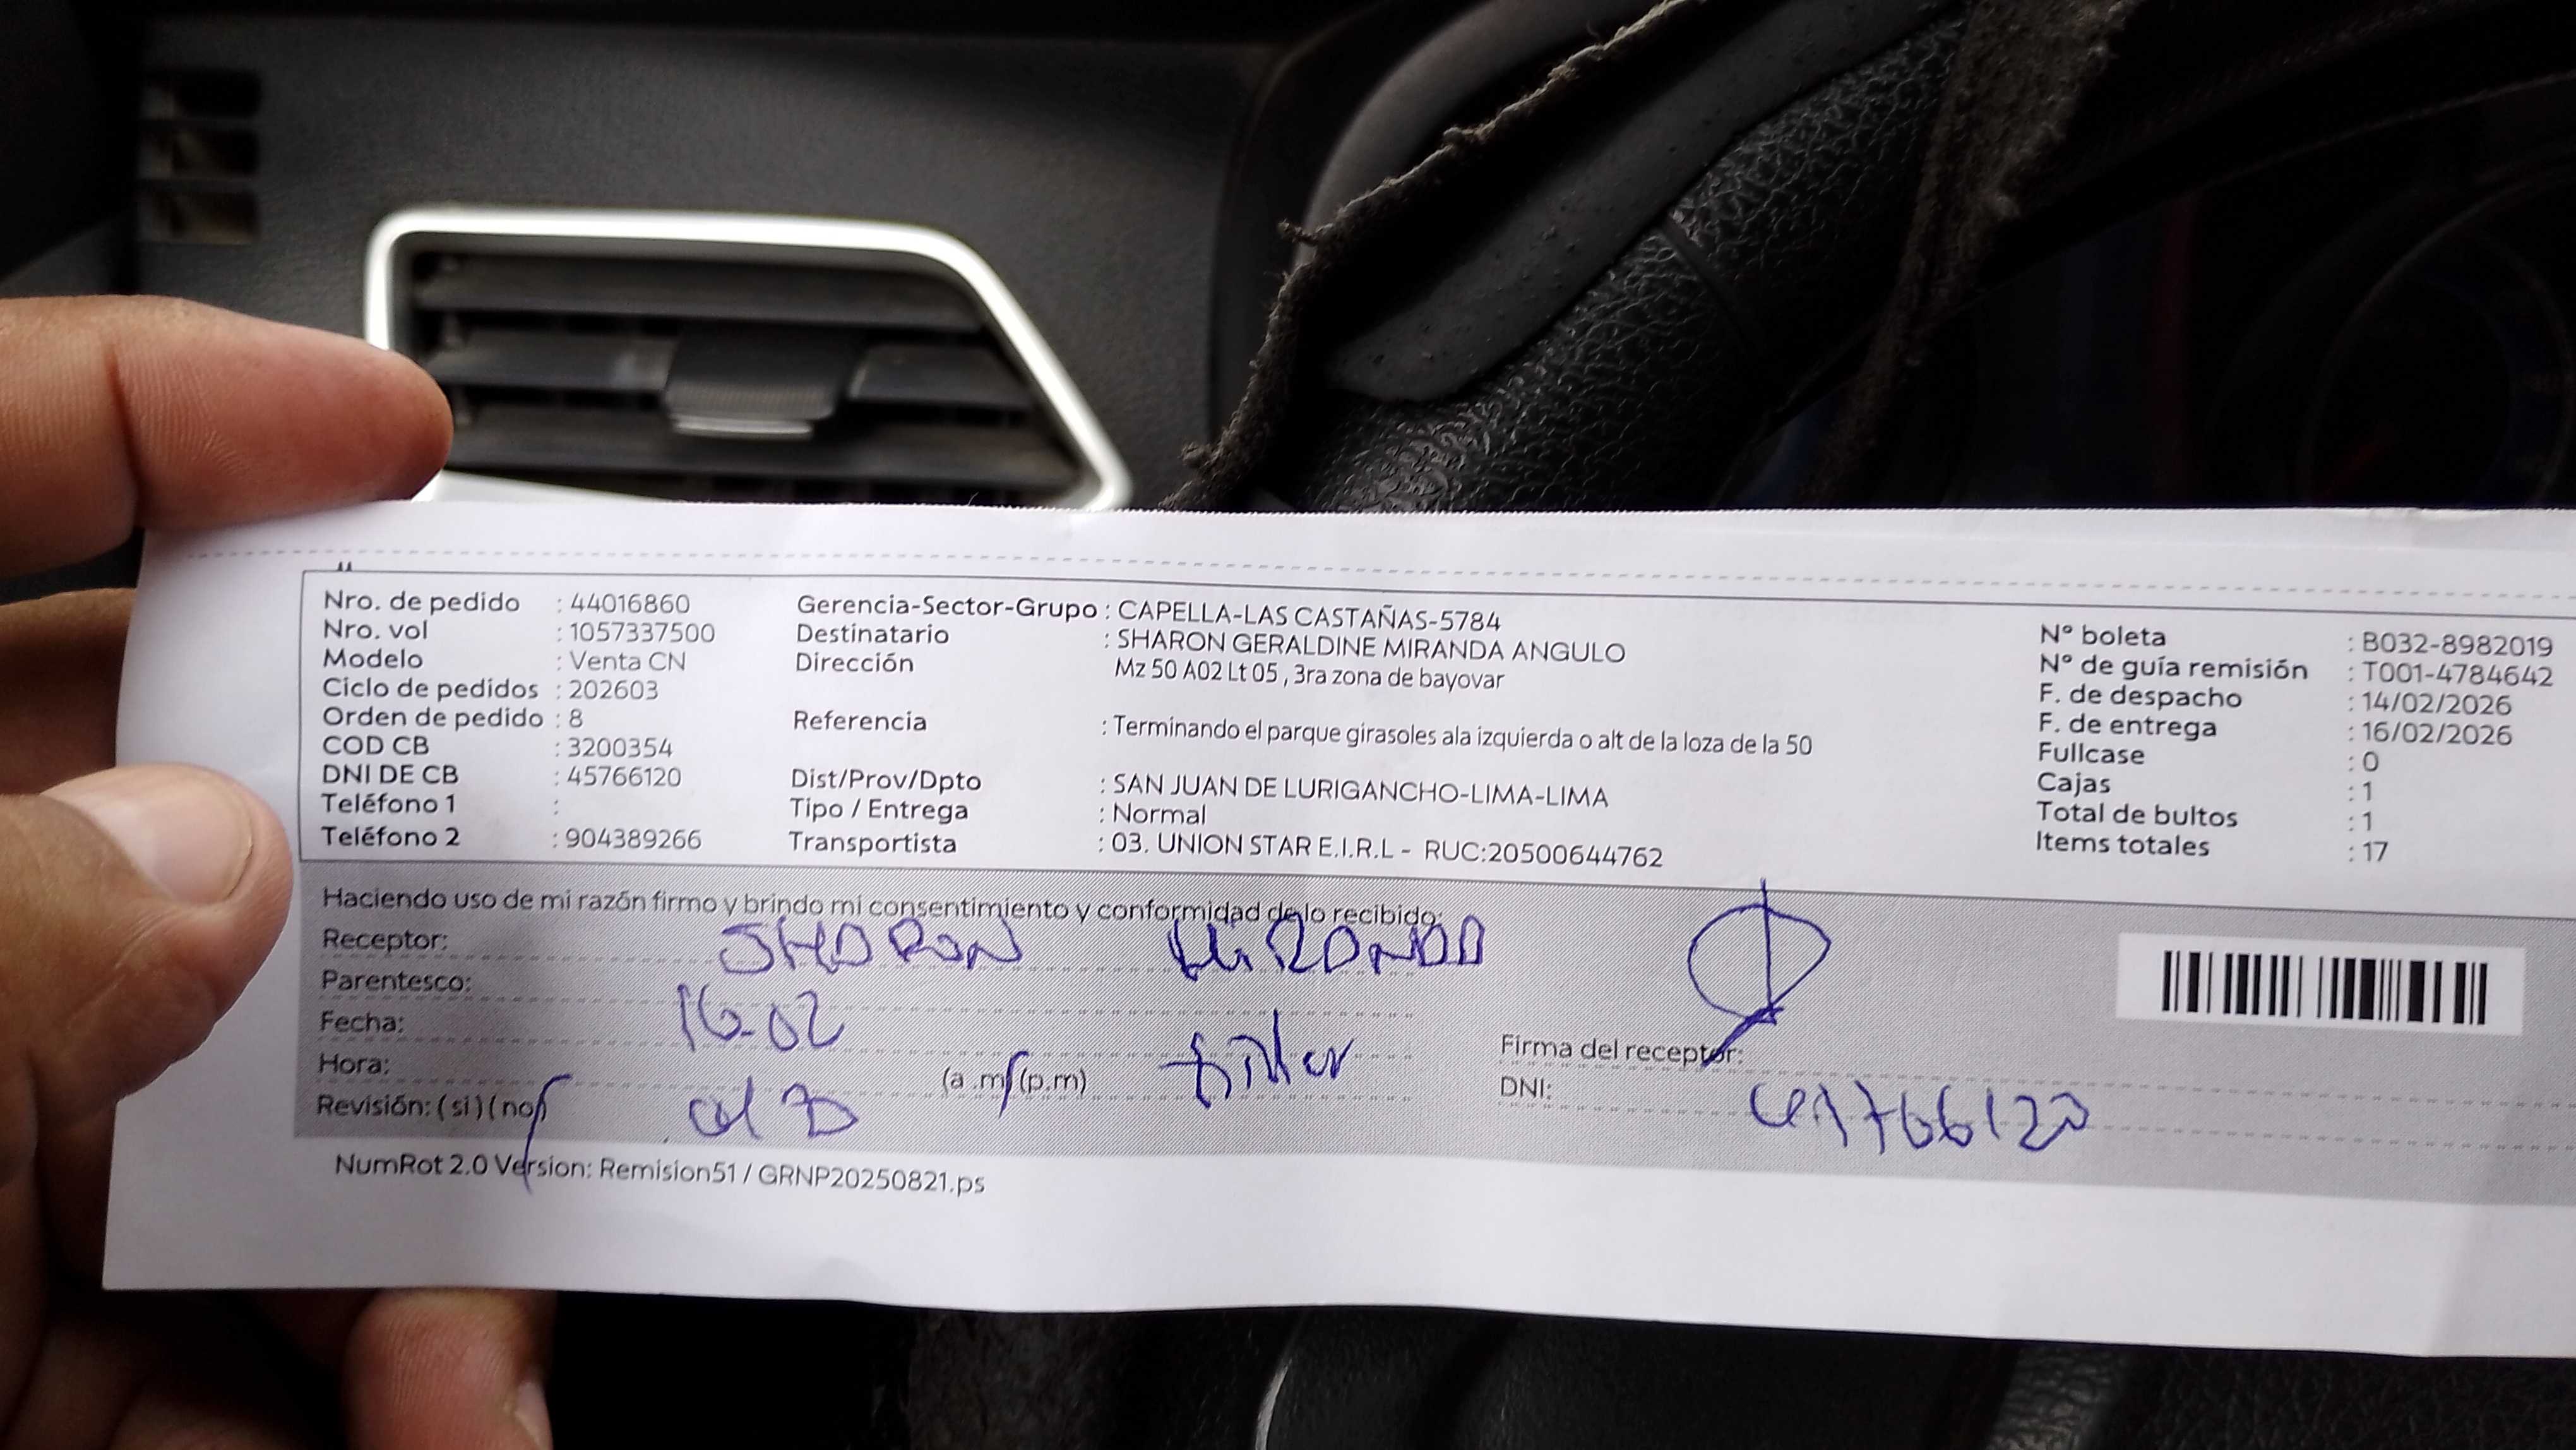 Nro. de pedido : 44016860
Nro. vol : 1057337500
Modelo : Venta CN
Ciclo de pedidos : 202603
Orden de pedido : 8
COD CB : 3200354
DNI DE CB : 45766120
Teléfono 1 :
Teléfono 2 : 904389266
Gerencia-Sector-Grupo : CAPELLA-LAS CASTAÑAS-5784
Destinatario : SHARON GERALDINE MIRANDA ANGULO
Dirección Mz 50 A02 Lt 05 , 3ra zona de bayovar
Referencia : Terminando el parque girasoles ala izquierda o alt de la loza de la 50
Dist/Prov/Dpto : SAN JUAN DE LURIGANCHO-LIMA-LIMA
Tipo / Entrega : Normal
Transportista : 03. UNION STAR E.I.R.L - RUC:20500644762
N° boleta : B032-8982019
N° de guía remisión : T001-4784642
F. de despacho : 14/02/2026
F. de entrega : 16/02/2026
Fullcase : 0
Cajas : 1
Total de bultos : 1
Items totales : 17
Haciendo uso de mi razón firmo y brindo mi consentimiento y conformidad de lo recibido:
Receptor: SHARON MIRANDA
Parentesco:
Fecha: 16-02
Hora: (a.m) (p.m)
Revisión: (si) (no)
Firma del receptor:
DNI:
NumRot 2.0 Version: Remision51 / GRNP20250821.ps